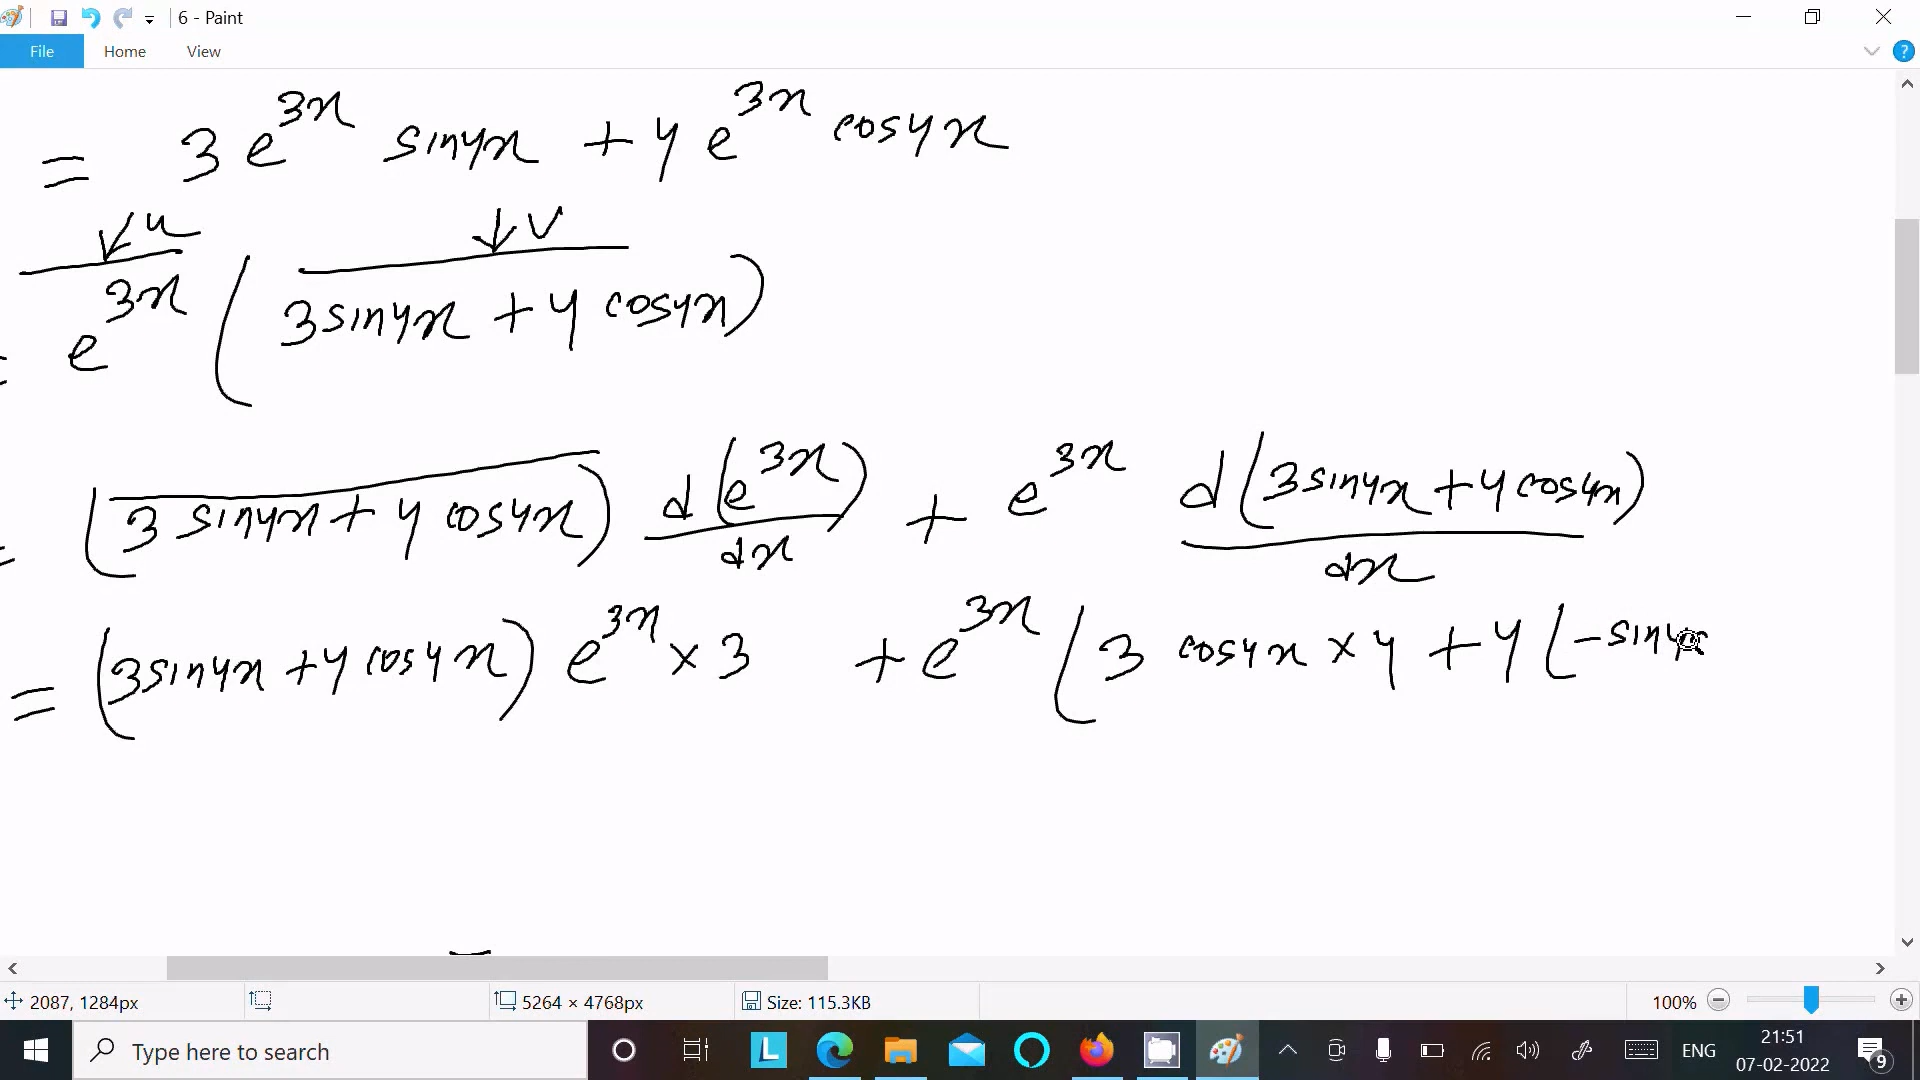 6 - Paint
File Home View
= 3 e^3x sin4x + 4 e^3x cos4x
↓ u ↓ v
= e^3x ( 3sin4x + 4 cos4x )
= ( 3 sin4x + 4 cos4x ) d(e^3x)/dx + e^3x d(3sin4x + 4cos4x)/dx
= ( 3sin4x + 4 cos4x ) e^3x × 3 + e^3x ( 3 cos4x × 4 + 4 ( -sin4x
2087, 1284px 5264 × 4768px Size: 115.3KB 100%
Type here to search L ENG 21:51
07-02-2022 9